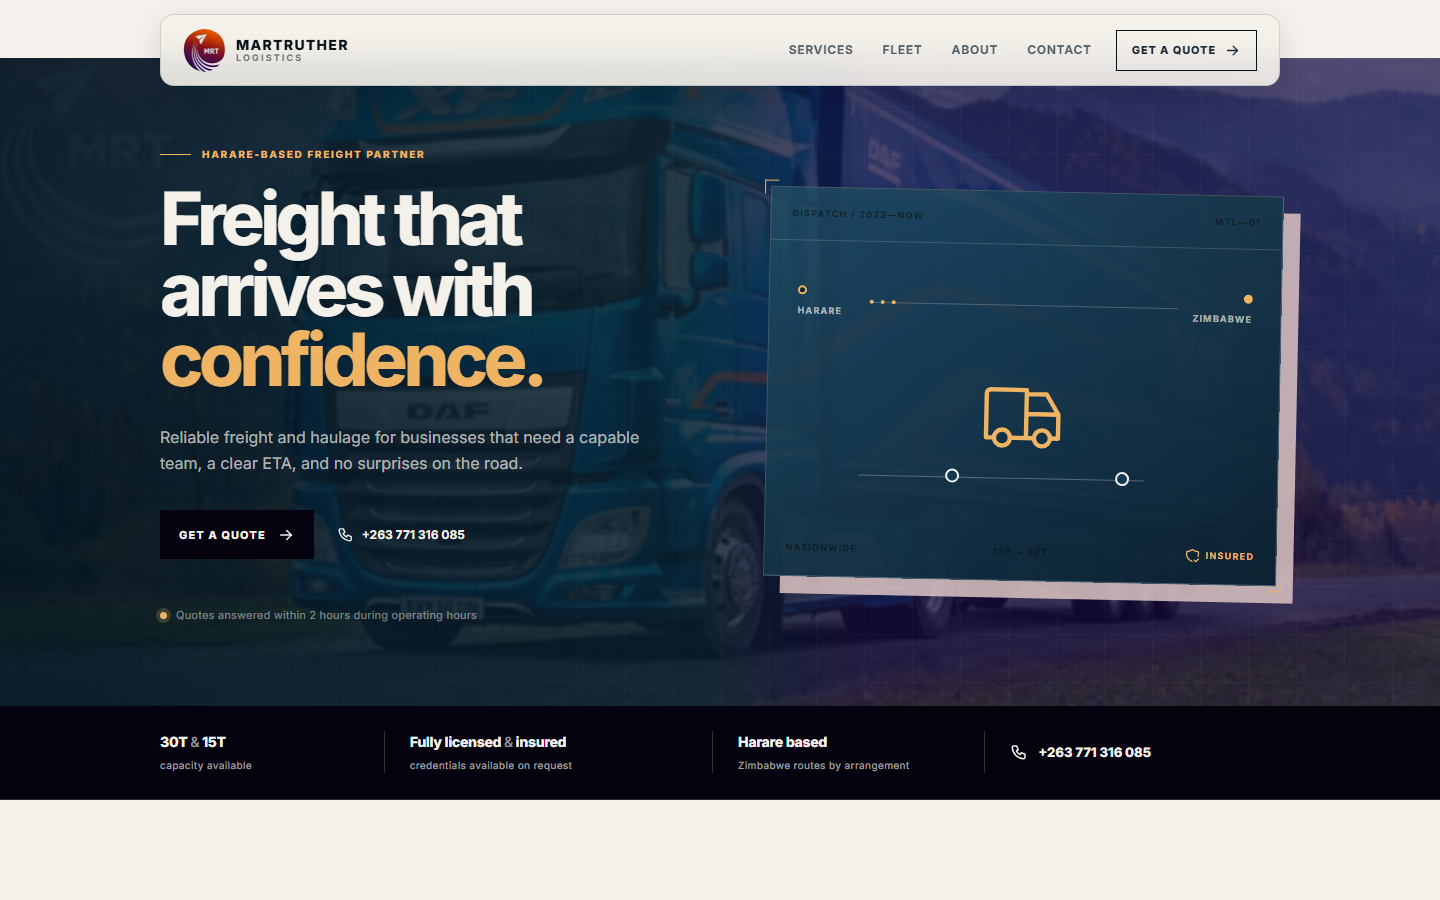 MRT
MARTRUTHER
LOGISTICS
SERVICES
FLEET
ABOUT
CONTACT
GET A QUOTE
MRT
DAF
HARARE-BASED FREIGHT PARTNER
Freight that
arrives with
confidence.
DAF
Reliable freight and haulage for businesses that need a capable
team, a clear ETA, and no surprises on the road.
GET A QUOTE
+263 771 316 085
Quotes answered within 2 hours during operating hours
DISPATCH / 2022—NOW
MTL—01
HARARE
ZIMBABWE
NATIONWIDE
15T + 30T
INSURED
30T & 15T
capacity available
Fully licensed & insured
credentials available on request
Harare based
Zimbabwe routes by arrangement
+263 771 316 085